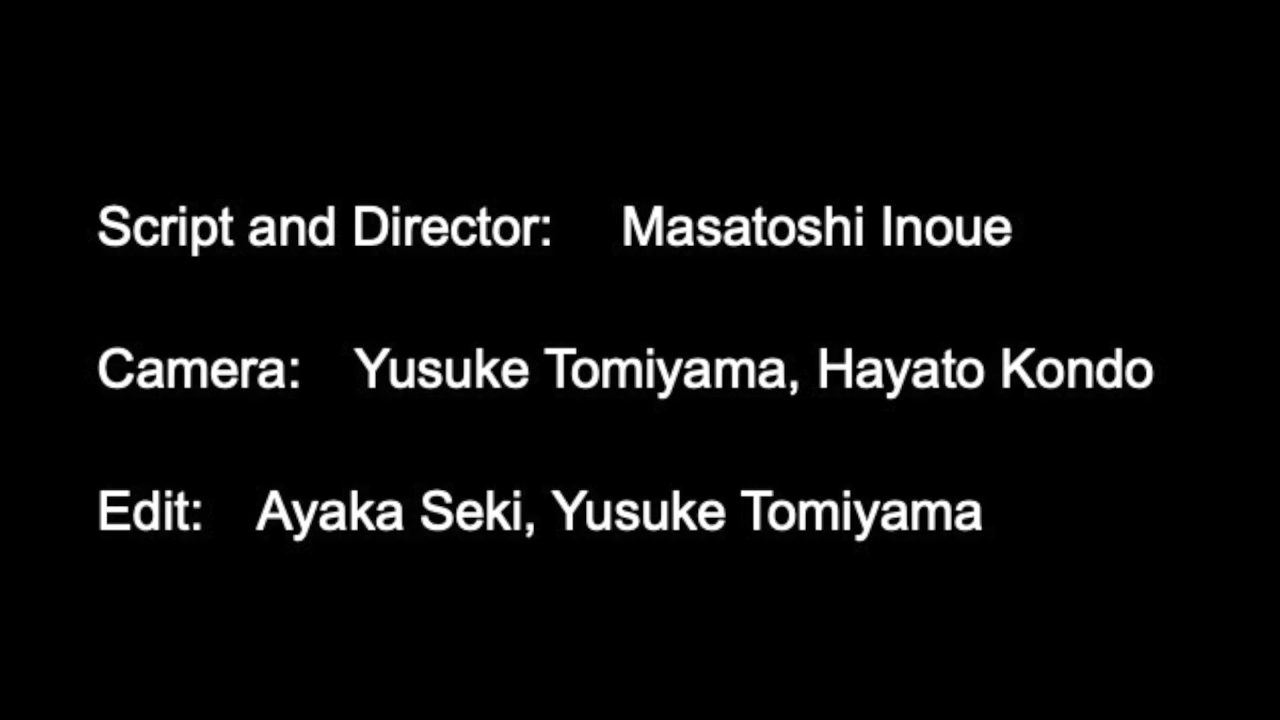 Script and Director: Masatoshi Inoue
Camera: Yusuke Tomiyama, Hayato Kondo
Edit: Ayaka Seki, Yusuke Tomiyama